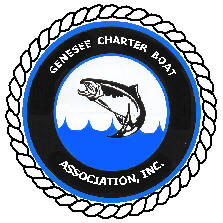 GENESEE CHARTER BOAT
ASSOCIATION, INC.